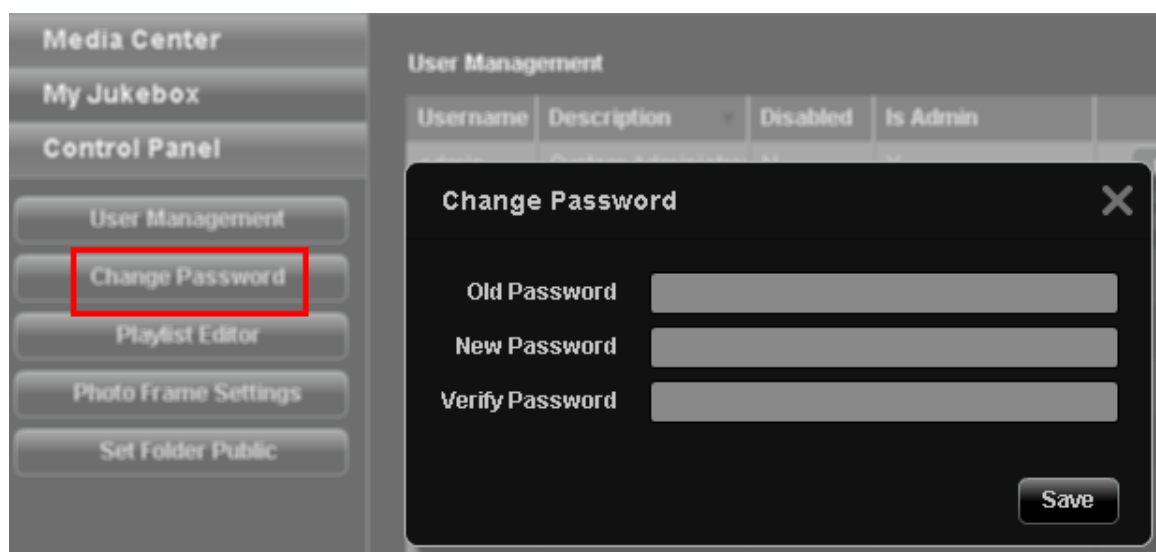 Media Center
My Jukebox
Control Panel
User Management
Change Password
Playlist Editor
Photo Frame Settings
Set Folder Public
User Management
Username Description Disabled Is Admin
Change Password
Old Password
New Password
Verify Password
Save